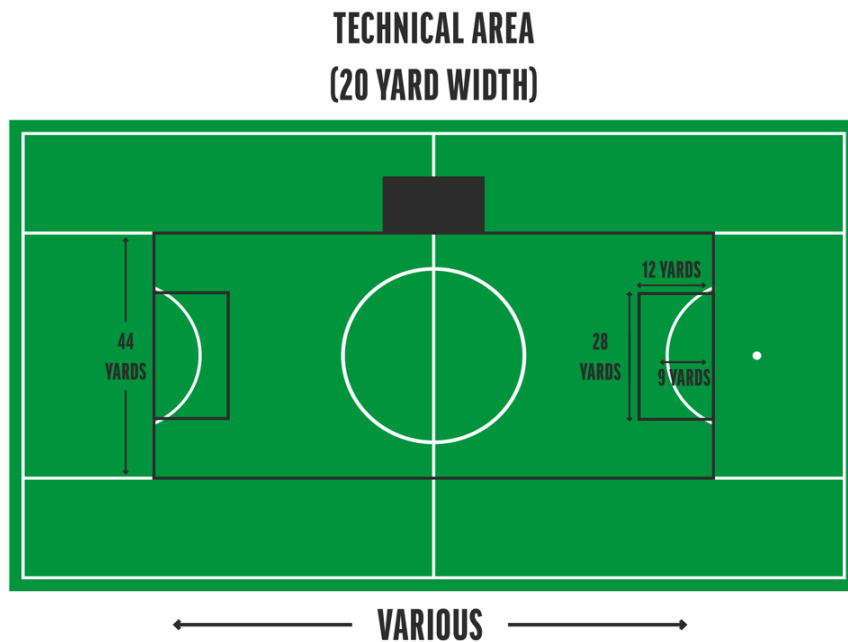 TECHNICAL AREA
(20 YARD WIDTH)
12 YARDS
44
YARDS
28
YARDS
9 YARDS
VARIOUS